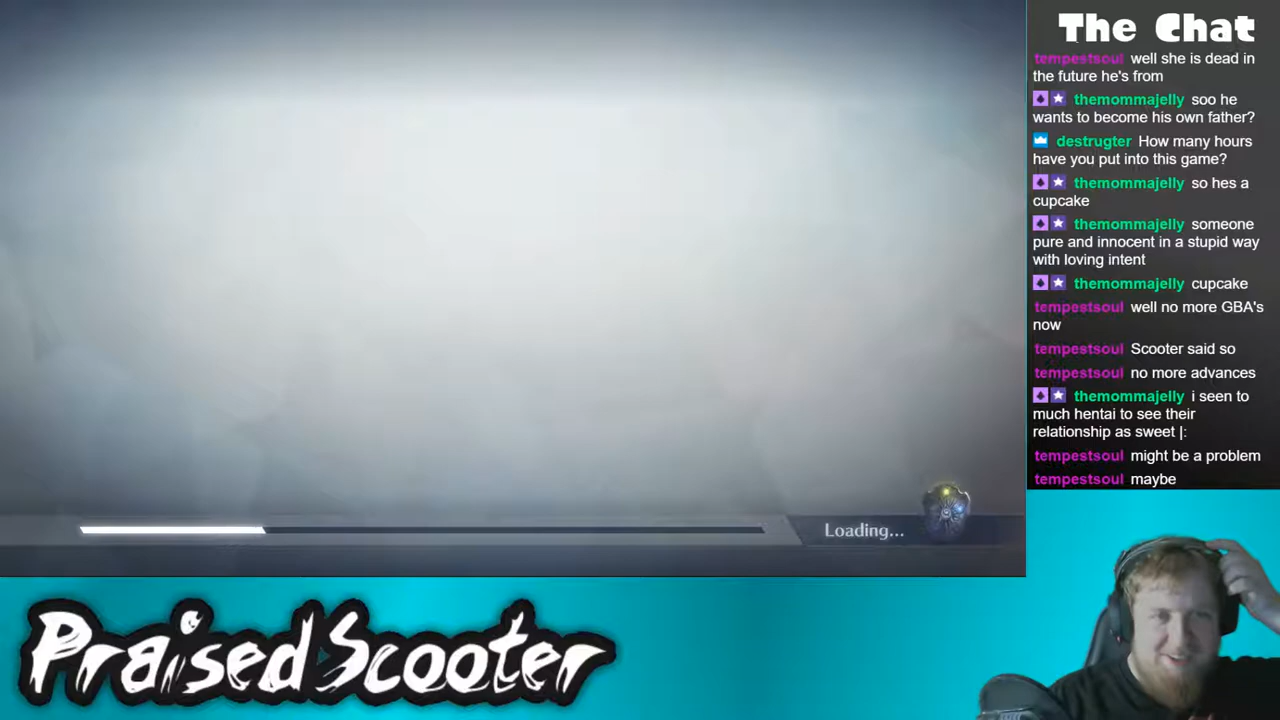 The Chat
tempestsoul well she is dead in
the future he's from
themommajelly soo he
wants to become his own father?
destrugter How many hours
have you put into this game?
themommajelly so hes a
cupcake
themommajelly someone
pure and innocent in a stupid way
with loving intent
themommajelly cupcake
tempestsoul well no more GBA's
now
tempestsoul Scooter said so
tempestsoul no more advances
themommajelly i seen to
much hentai to see their
relationship as sweet |:
tempestsoul might be a problem
tempestsoul maybe
Loading...
PraisedScooter